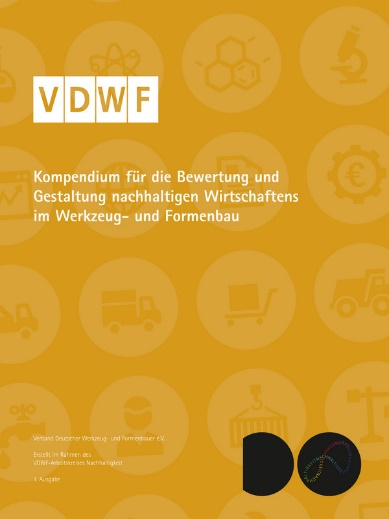 VDWF
Kompendium für die Bewertung und
Gestaltung nachhaltigen Wirtschaftens
im Werkzeug- und Formenbau
Verband Deutscher Werkzeug- und Formenbauer e.V.
Erstellt im Rahmen des
VDWF-Arbeitskreises Nachhaltigkeit
Ausgabe